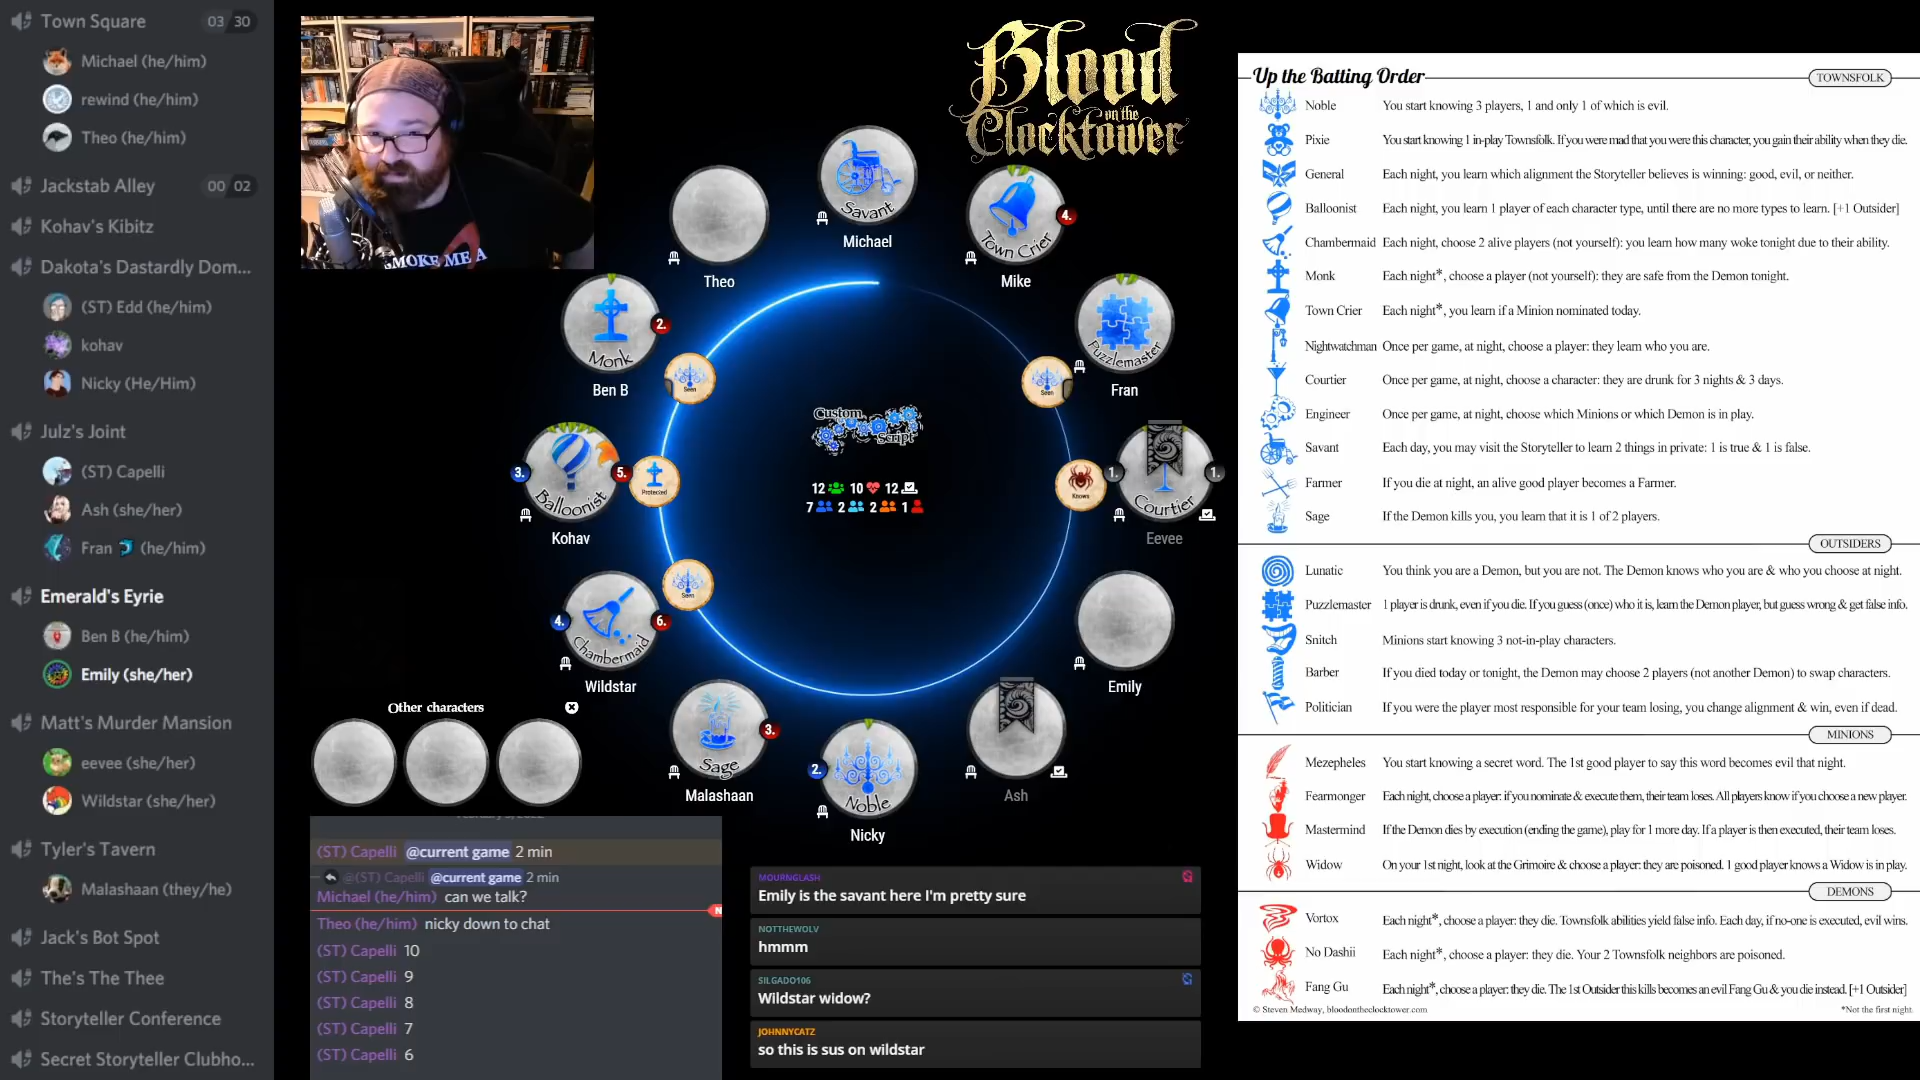 Town Square 03 30
Michael (he/him)
rewind (he/him)
Theo (he/him)
Jackstab Alley 00 02
Kohav's Kibitz
Dakota's Dastardly Dom...
(ST) Edd (he/him)
kohav
Nicky (He/Him)
Julz's Joint
(ST) Capelli
Ash (she/her)
Fran (he/him)
Emerald's Eyrie
Ben B (he/him)
Emily (she/her)
Matt's Murder Mansion
eevee (she/her)
Wildstar (she/her)
Tyler's Tavern
Malashaan (they/he)
Jack's Bot Spot
The's The Thee
Storyteller Conference
Secret Storyteller Clubho...
SMOKE ME A
Blood
on the
Clocktower
Savant
Michael
Town Crier
4.
Mike
Puzzlemaster
Fran
Seen
Courtier
1.
1.
Knows
Eevee
Emily
Ash
Noble
2.
Nicky
Sage
3.
Malashaan
Chambermaid
4.
6.
Seen
Wildstar
Balloonist
3.
5.
Protected
Kohav
Monk
2.
Seen
Ben B
Theo
Custom
Script
12 10 12
7 2 2 1
Other characters
(ST) Capelli @current game 2 min
@(ST) Capelli @current game 2 min
Michael (he/him) can we talk?
Theo (he/him) nicky down to chat
(ST) Capelli 10
(ST) Capelli 9
(ST) Capelli 8
(ST) Capelli 7
(ST) Capelli 6
MOURNGLASH
Emily is the savant here I'm pretty sure
NOTTHEWOLV
hmmm
SILGADO106
Wildstar widow?
JOHNNYCATZ
so this is sus on wildstar
Up the Batting Order
TOWNSFOLK
Noble You start knowing 3 players, 1 and only 1 of which is evil.
Pixie You start knowing 1 in-play Townsfolk. If you were mad that you were this character, you gain their ability when they die.
General Each night, you learn which alignment the Storyteller believes is winning: good, evil, or neither.
Balloonist Each night, you learn 1 player of each character type, until there are no more types to learn. [+1 Outsider]
Chambermaid Each night, choose 2 alive players (not yourself): you learn how many woke tonight due to their ability.
Monk Each night*, choose a player (not yourself): they are safe from the Demon tonight.
Town Crier Each night*, you learn if a Minion nominated today.
Nightwatchman Once per game, at night, choose a player: they learn who you are.
Courtier Once per game, at night, choose a character: they are drunk for 3 nights & 3 days.
Engineer Once per game, at night, choose which Minions or which Demon is in play.
Savant Each day, you may visit the Storyteller to learn 2 things in private: 1 is true & 1 is false.
Farmer If you die at night, an alive good player becomes a Farmer.
Sage If the Demon kills you, you learn that it is 1 of 2 players.
OUTSIDERS
Lunatic You think you are a Demon, but you are not. The Demon knows who you are & who you choose at night.
Puzzlemaster 1 player is drunk, even if you die. If you guess (once) who it is, learn the Demon player, but guess wrong & get false info.
Snitch Minions start knowing 3 not-in-play characters.
Barber If you died today or tonight, the Demon may choose 2 players (not another Demon) to swap characters.
Politician If you were the player most responsible for your team losing, you change alignment & win, even if dead.
MINIONS
Mezepheles You start knowing a secret word. The 1st good player to say this word becomes evil that night.
Fearmonger Each night, choose a player: if you nominate & execute them, their team loses. All players know if you choose a new player.
Mastermind If the Demon dies by execution (ending the game), play for 1 more day. If a player is then executed, their team loses.
Widow On your 1st night, look at the Grimoire & choose a player: they are poisoned. 1 good player knows a Widow is in play.
DEMONS
Vortox Each night*, choose a player: they die. Townsfolk abilities yield false info. Each day, if no-one is executed, evil wins.
No Dashii Each night*, choose a player: they die. Your 2 Townsfolk neighbors are poisoned.
Fang Gu Each night*, choose a player: they die. The 1st Outsider this kills becomes an evil Fang Gu & you die instead. [+1 Outsider]
© Steven Medway, bloodontheclocktower.com *Not the first night.